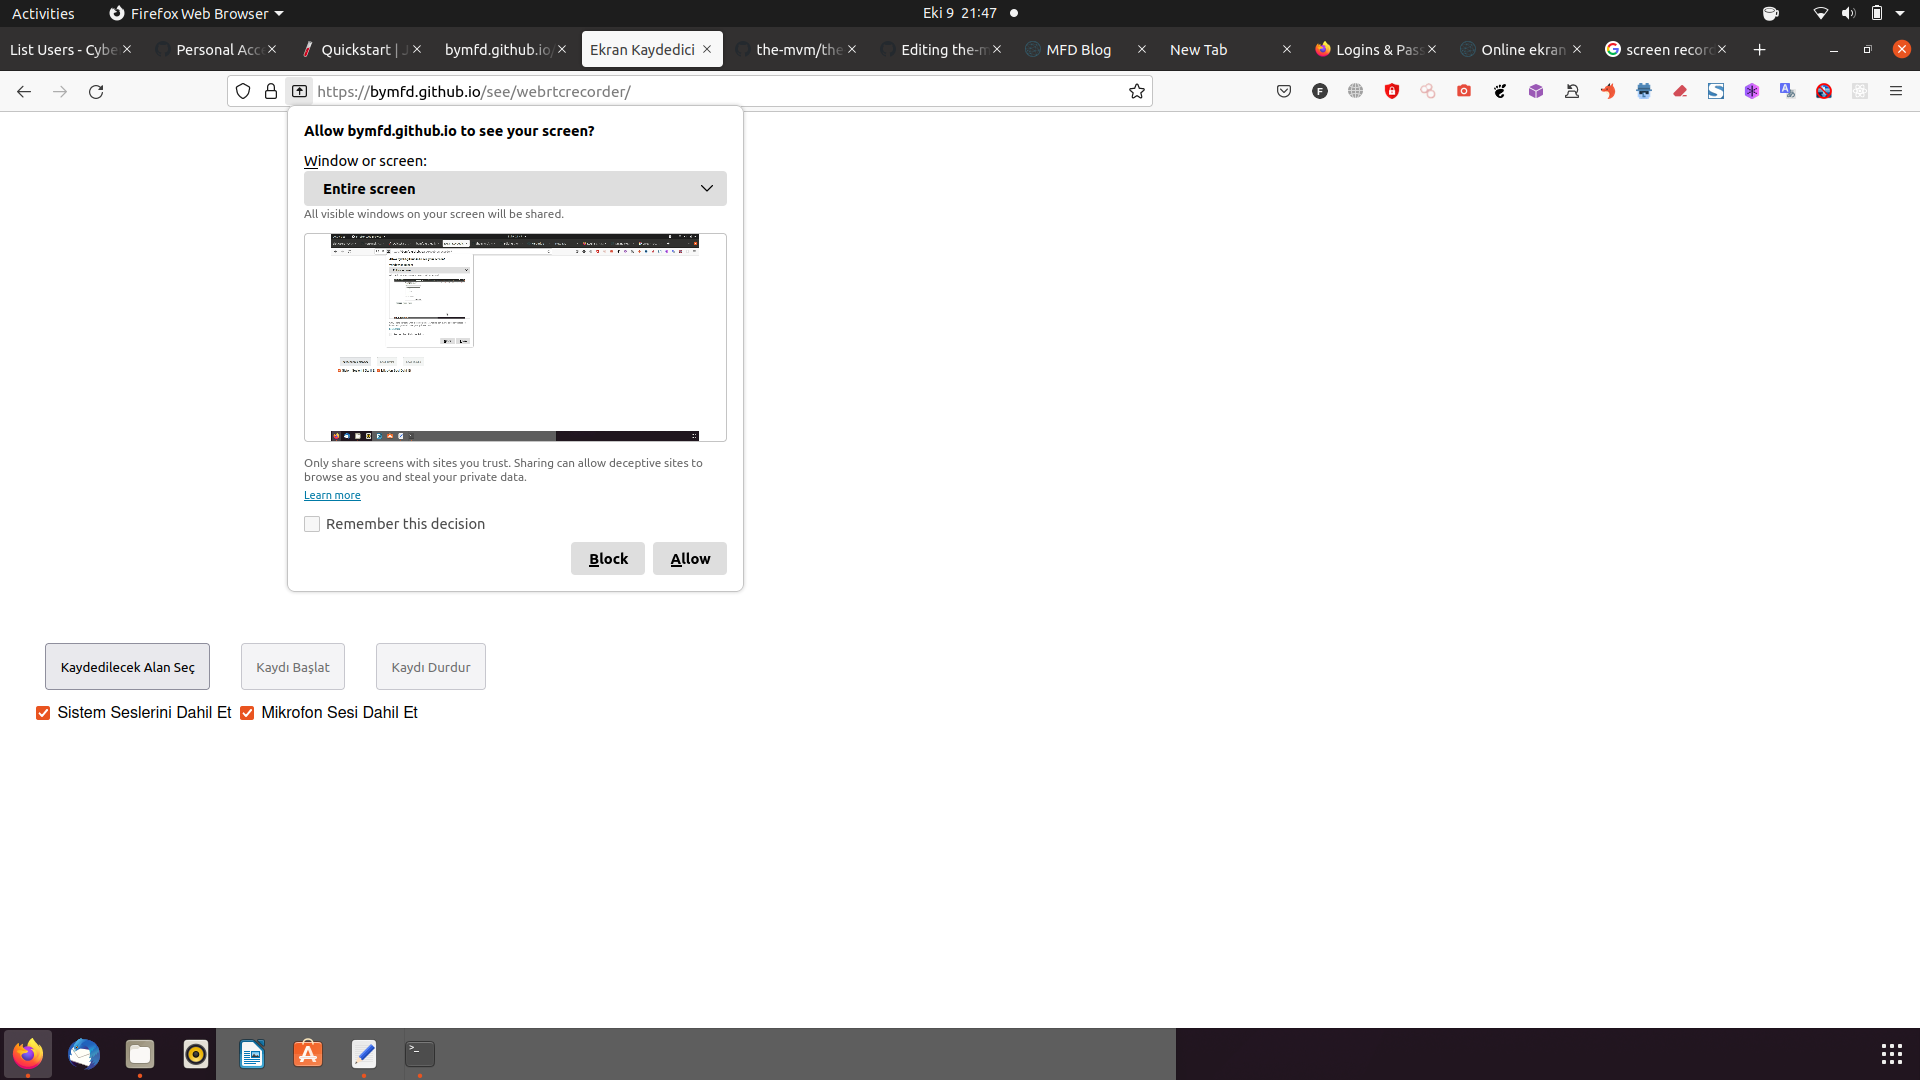 Activities
Firefox Web Browser
Eki 9 21:47
List Users - Cybe
Personal Acc
Quickstart | J
bymfd.github.io/
Ekran Kaydedici
the-mvm/the
Editing the-m
MFD Blog
New Tab
Logins & Pas
Online ekran
screen recor
https://bymfd.github.io/see/webrtcrecorder/
Allow bymfd.github.io to see your screen?
Window or screen:
Entire screen
All visible windows on your screen will be shared.
Only share screens with sites you trust. Sharing can allow deceptive sites to
browse as you and steal your private data.
Learn more
Remember this decision
Block
Allow
Kaydedilecek Alan Seç
Kaydı Başlat
Kaydı Durdur
Sistem Seslerini Dahil Et
Mikrofon Sesi Dahil Et